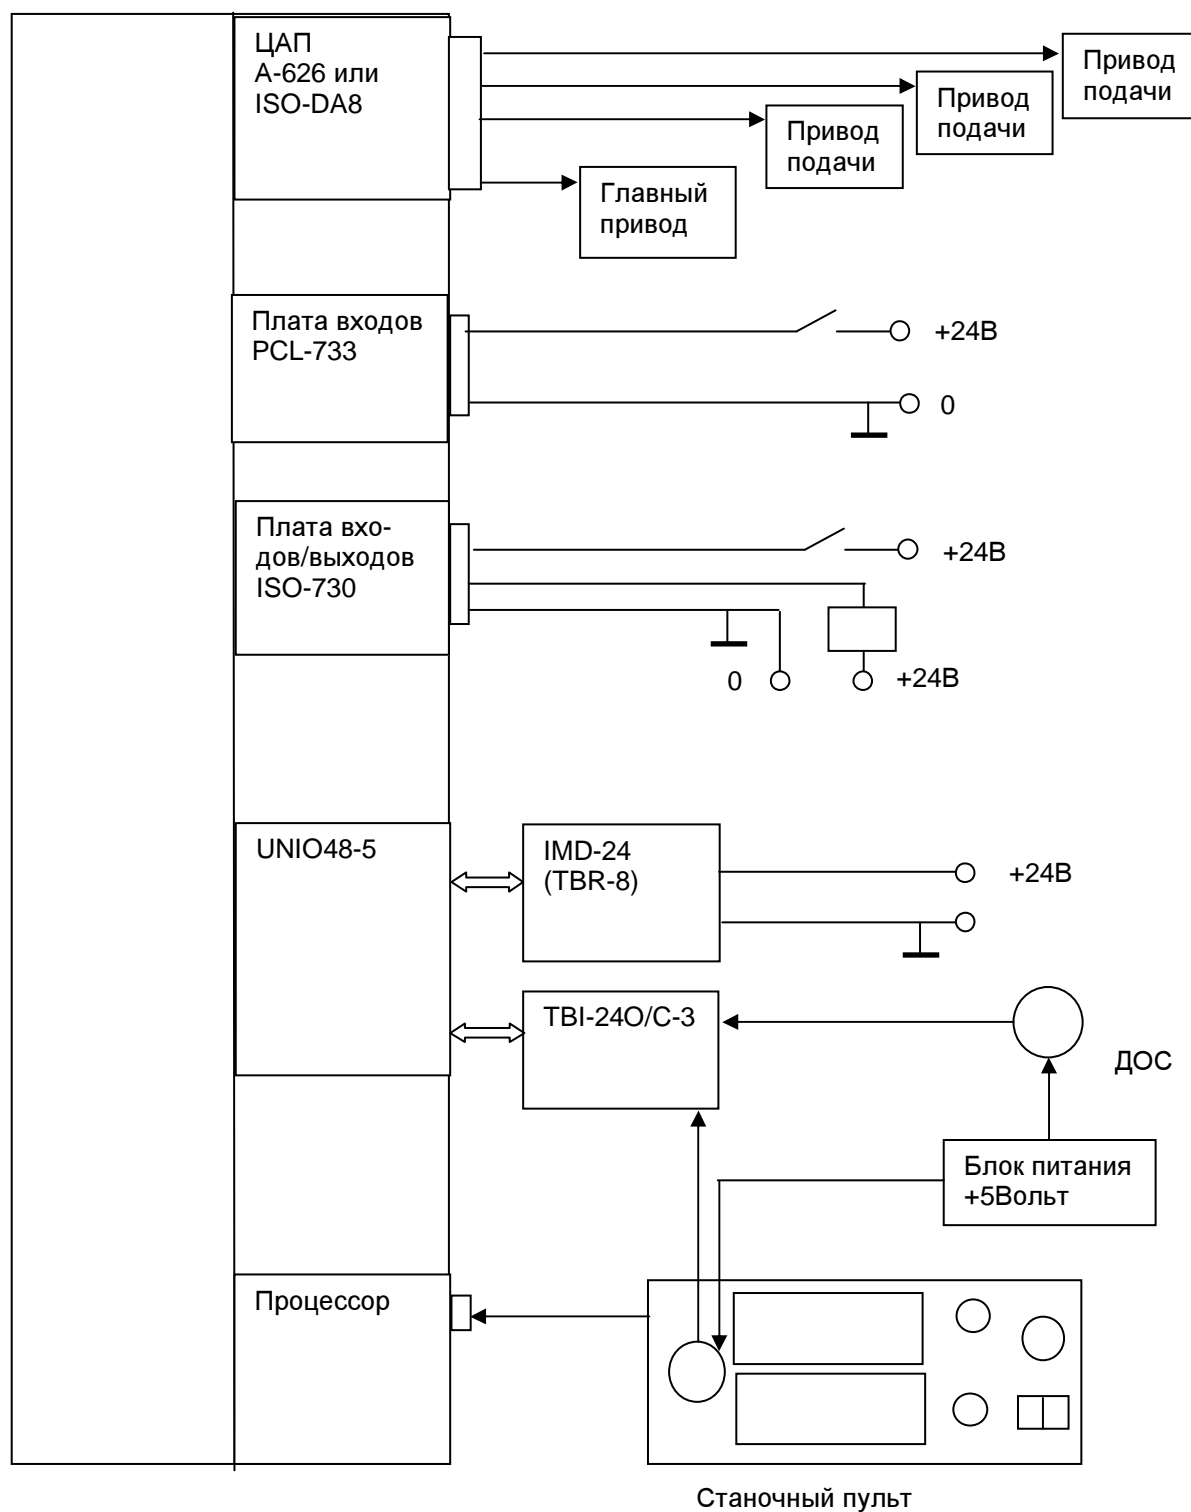 ЦАП
А-626 или
ISO-DA8
Привод
подачи
Привод
подачи
Привод
подачи
Главный
привод
Плата входов
PCL-733
+24В
0
Плата вхо-
дов/выходов
ISO-730
+24В
0
+24В
UNIO48-5
IMD-24
(TBR-8)
+24В
TBI-24O/C-3
ДОС
Блок питания
+5Вольт
Процессор
Станочный пульт